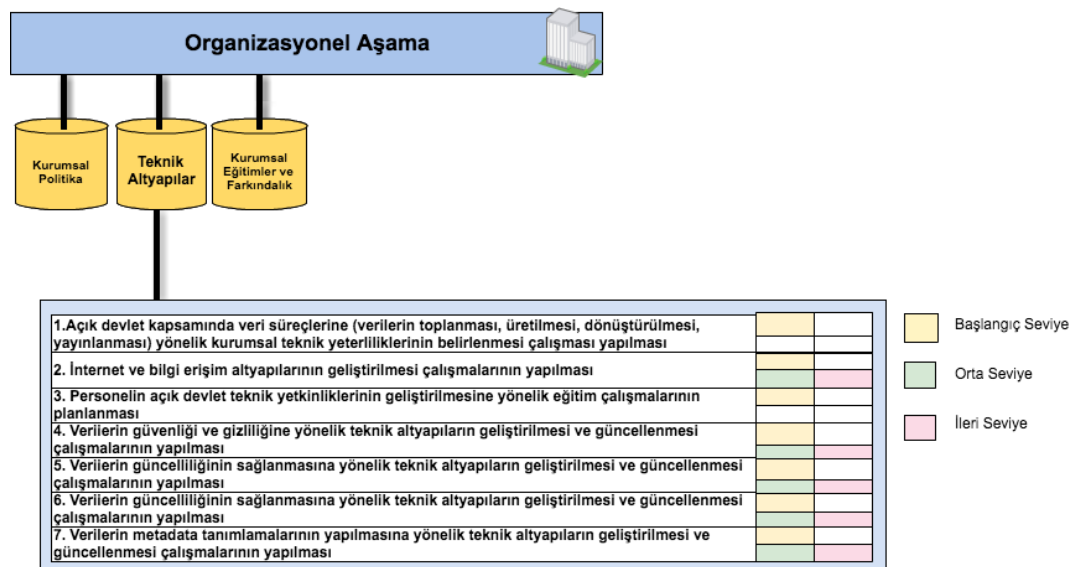 Organizasyonel Aşama
Kurumsal
Politika
Teknik
Altyapılar
Kurumsal
Eğitimler ve
Farkındalık
1.Açık devlet kapsamında veri süreçlerine (verilerin toplanması, üretilmesi, dönüştürülmesi,
yayınlanması) yönelik kurumsal teknik yeterliliklerinin belirlenmesi çalışması yapılması
2. İnternet ve bilgi erişim altyapılarının geliştirilmesi çalışmalarının yapılması
3. Personelin açık devlet teknik yetkinliklerinin geliştirilmesine yönelik eğitim çalışmalarının
planlanması
4. Verilerin güvenliği ve gizliliğine yönelik teknik altyapıların geliştirilmesi ve güncellenmesi
çalışmalarının yapılması
5. Verilerin güncelliliğinin sağlanmasına yönelik teknik altyapıların geliştirilmesi ve güncellenmesi
çalışmalarının yapılması
6. Verilerin güncelliliğinin sağlanmasına yönelik teknik altyapıların geliştirilmesi ve güncellenmesi
çalışmalarının yapılması
7. Verilerin metadata tanımlamalarının yapılmasına yönelik teknik altyapıların geliştirilmesi ve
güncellenmesi çalışmalarının yapılması
Başlangıç Seviye
Orta Seviye
İleri Seviye